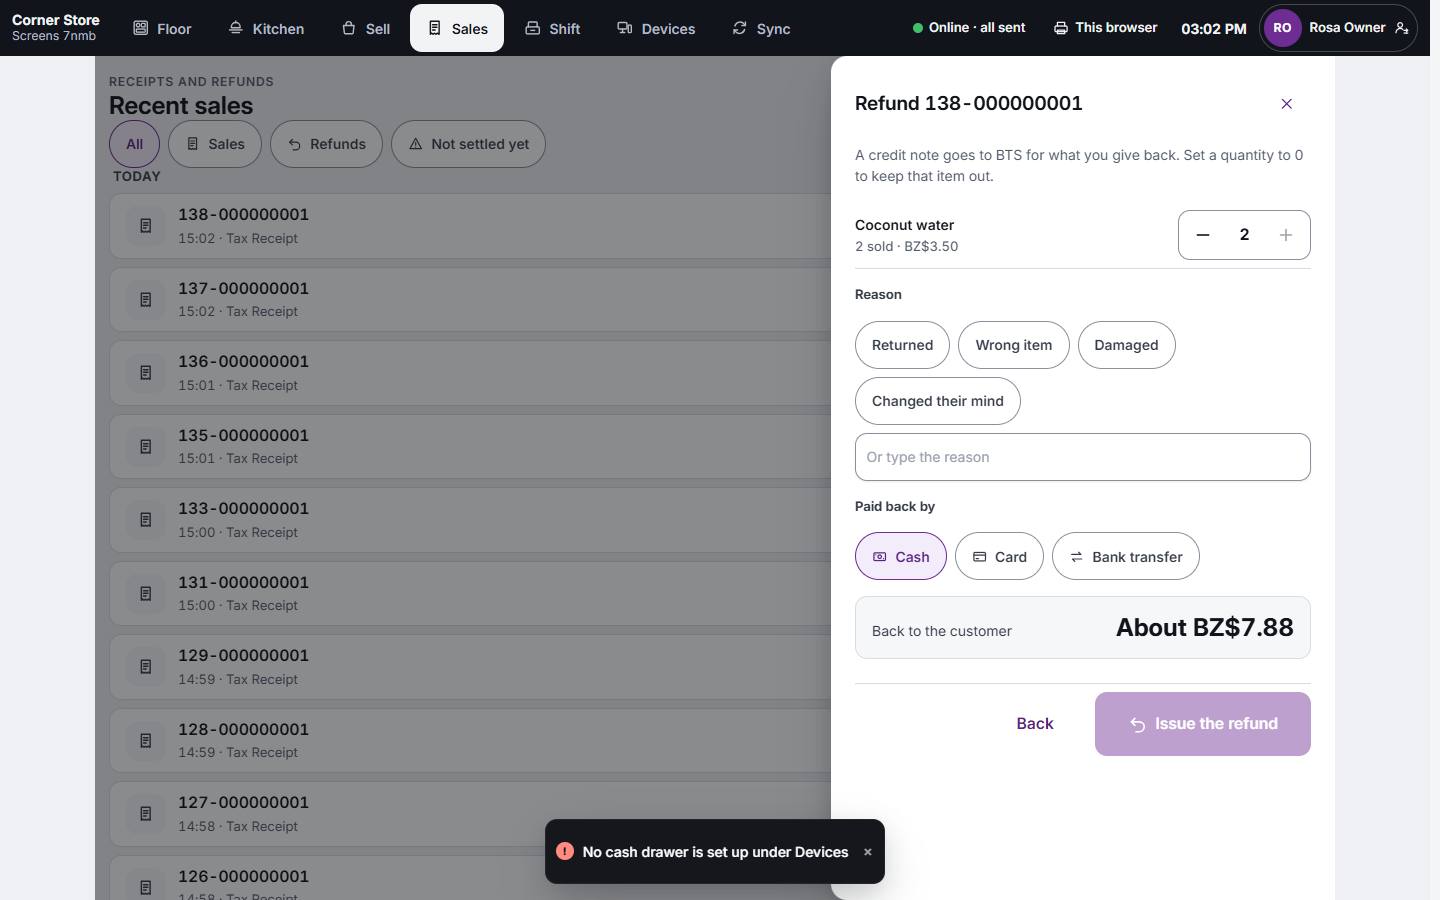 Corner Store
Screens 7nmb
Floor
Kitchen
Sell
Sales
Shift
Devices
Sync
Online · all sent
This browser
03:02 PM
RO
Rosa Owner
RECEIPTS AND REFUNDS
Recent sales
All
Sales
Refunds
Not settled yet
TODAY
138-000000001
15:02 · Tax Receipt
137-000000001
15:02 · Tax Receipt
136-000000001
15:01 · Tax Receipt
135-000000001
15:01 · Tax Receipt
133-000000001
15:00 · Tax Receipt
131-000000001
15:00 · Tax Receipt
129-000000001
14:59 · Tax Receipt
128-000000001
14:59 · Tax Receipt
127-000000001
14:58 · Tax Receipt
126-000000001
14:58 · Tax Receipt
Refund 138-000000001
A credit note goes to BTS for what you give back. Set a quantity to 0
to keep that item out.
Coconut water
2 sold · BZ$3.50
2
Reason
Returned
Wrong item
Damaged
Changed their mind
Or type the reason
Paid back by
Cash
Card
Bank transfer
Back to the customer
About BZ$7.88
Back
Issue the refund
No cash drawer is set up under Devices